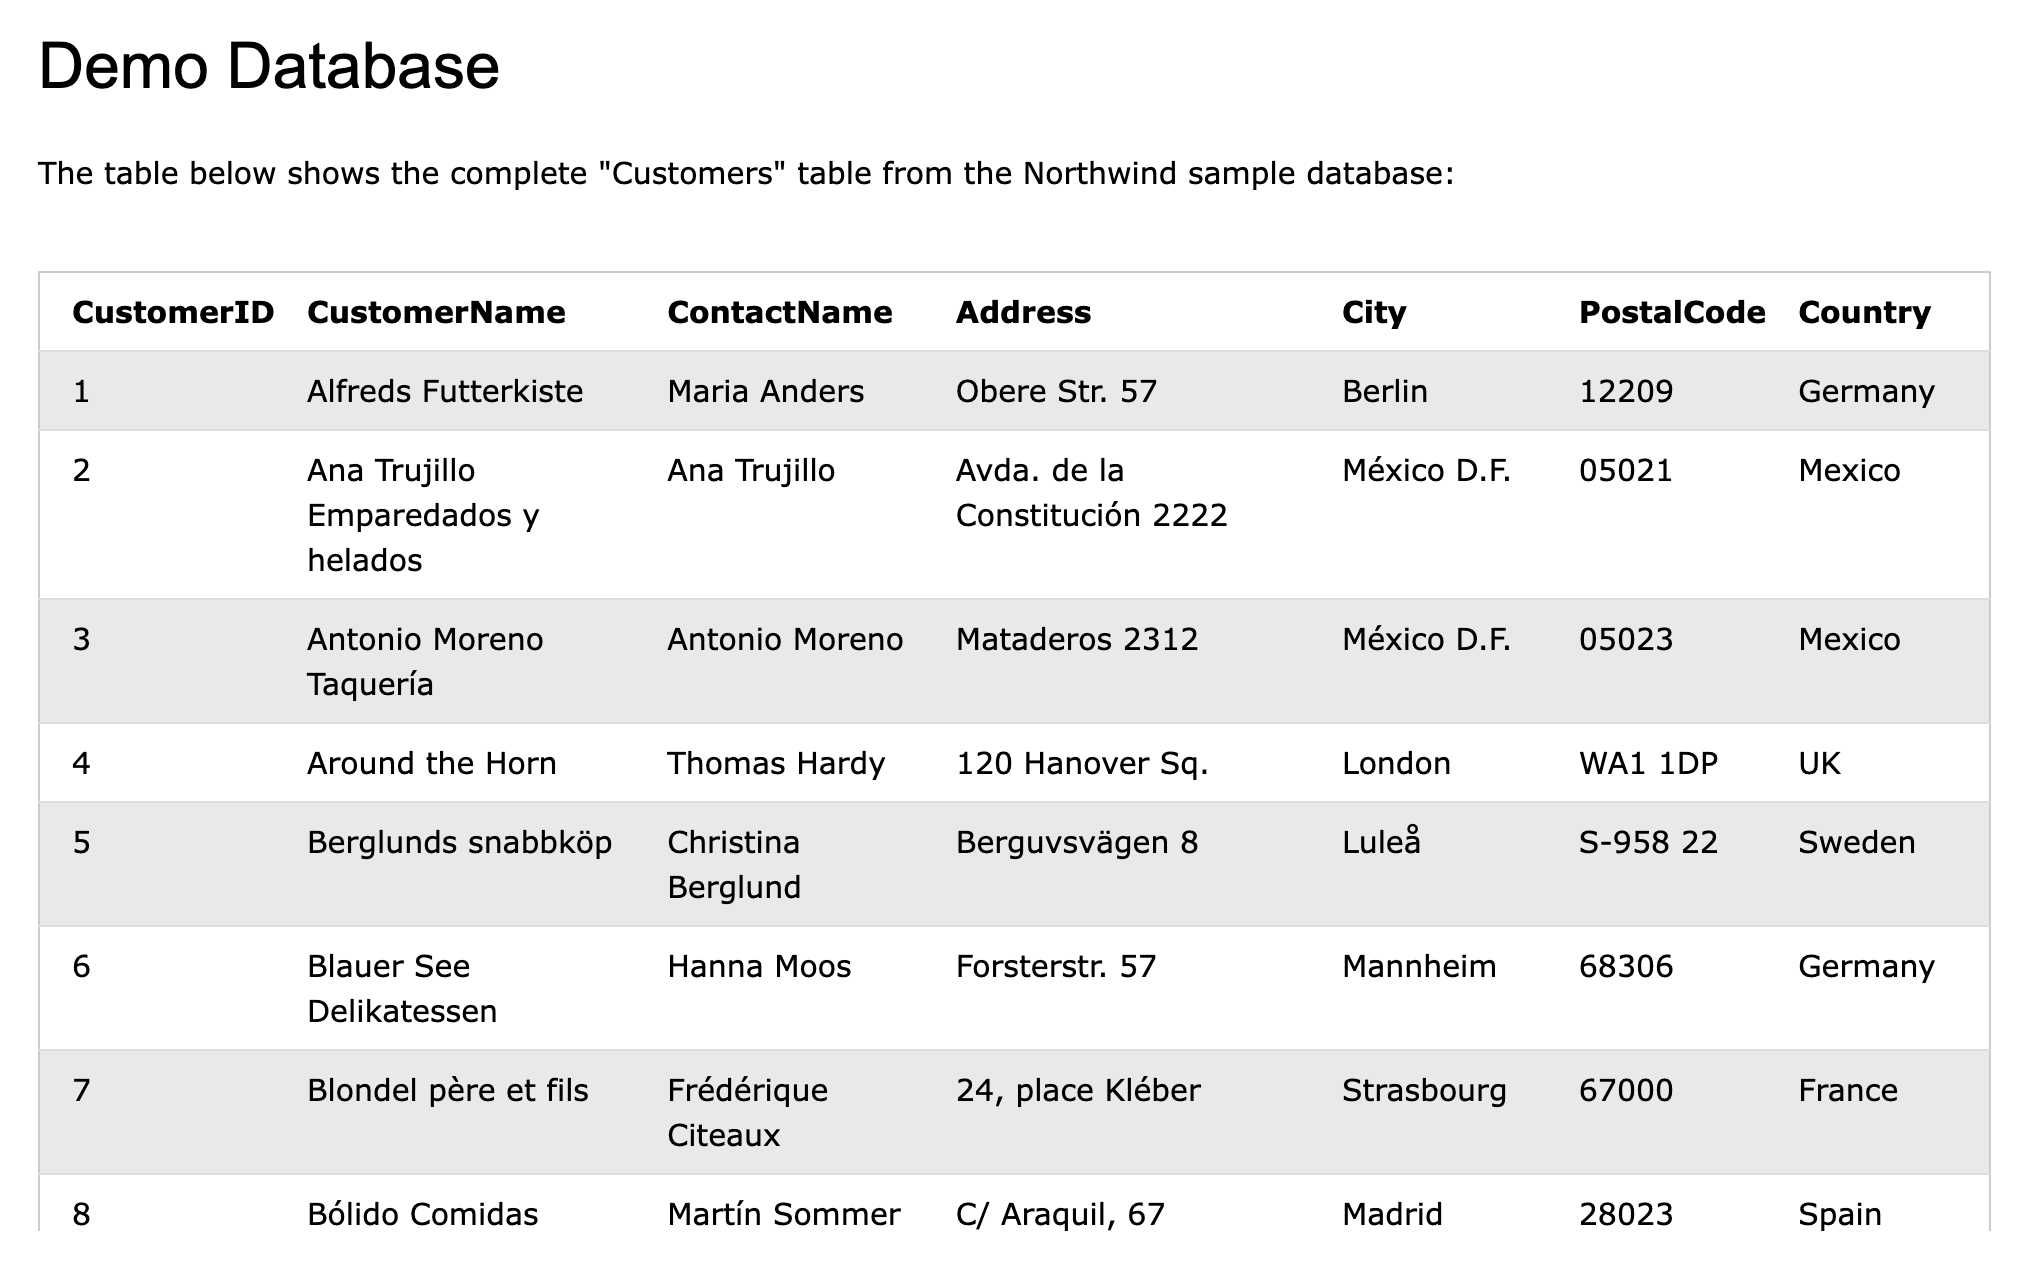 Demo Database
The table below shows the complete "Customers" table from the Northwind sample database:
CustomerID CustomerName ContactName Address City PostalCode Country
1 Alfreds Futterkiste Maria Anders Obere Str. 57 Berlin 12209 Germany
2 Ana Trujillo Ana Trujillo Avda. de la México D.F. 05021 Mexico
Emparedados y Constitución 2222
helados
3 Antonio Moreno Antonio Moreno Mataderos 2312 México D.F. 05023 Mexico
Taquería
4 Around the Horn Thomas Hardy 120 Hanover Sq. London WA1 1DP UK
5 Berglunds snabbköp Christina Berguvsvägen 8 Luleå S-958 22 Sweden
Berglund
6 Blauer See Hanna Moos Forsterstr. 57 Mannheim 68306 Germany
Delikatessen
7 Blondel père et fils Frédérique 24, place Kléber Strasbourg 67000 France
Citeaux
8 Bólido Comidas Martín Sommer C/ Araquil, 67 Madrid 28023 Spain